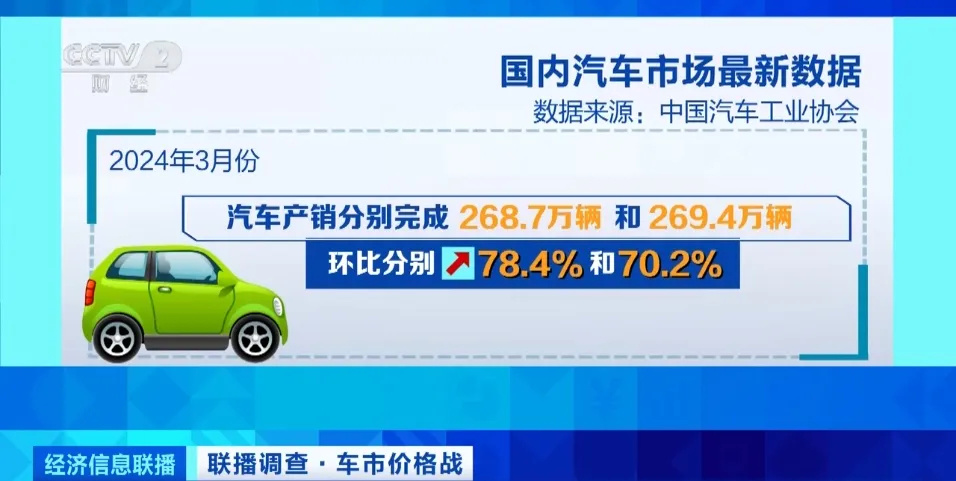 CCTV 2
财经
国内汽车市场最新数据
数据来源：中国汽车工业协会
2024年3月份
汽车产销分别完成 268.7万辆 和 269.4万辆
环比分别 78.4% 和 70.2%
经济信息联播
联播调查·车市价格战